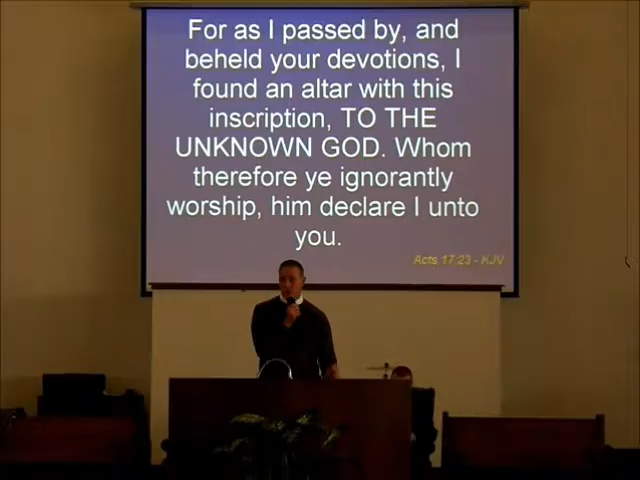 For as I passed by, and
beheld your devotions, I
found an altar with this
inscription, TO THE
UNKNOWN GOD. Whom
therefore ye ignorantly
worship, him declare I unto
you.
Acts 17:23 - KJV